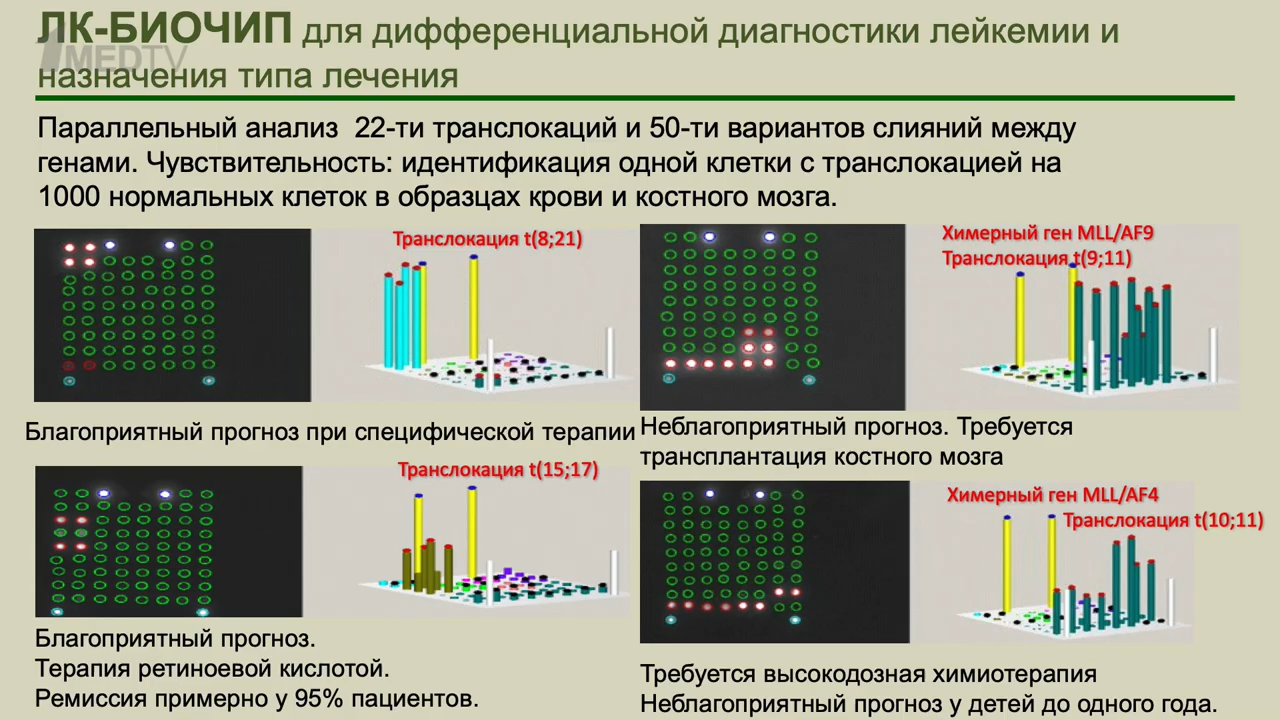 ЛК-БИОЧИП для дифференциальной диагностики лейкемии и
назначения типа лечения
1MEDTV
Параллельный анализ 22-ти транслокаций и 50-ти вариантов слияний между
генами. Чувствительность: идентификация одной клетки с транслокацией на
1000 нормальных клеток в образцах крови и костного мозга.
Транслокация t(8;21)
Благоприятный прогноз при специфической терапии
Химерный ген MLL/AF9
Транслокация t(9;11)
Неблагоприятный прогноз. Требуется
трансплантация костного мозга
Транслокация t(15;17)
Благоприятный прогноз.
Терапия ретиноевой кислотой.
Ремиссия примерно у 95% пациентов.
Химерный ген MLL/AF4
Транслокация t(10;11)
Требуется высокодозная химиотерапия
Неблагоприятный прогноз у детей до одного года.